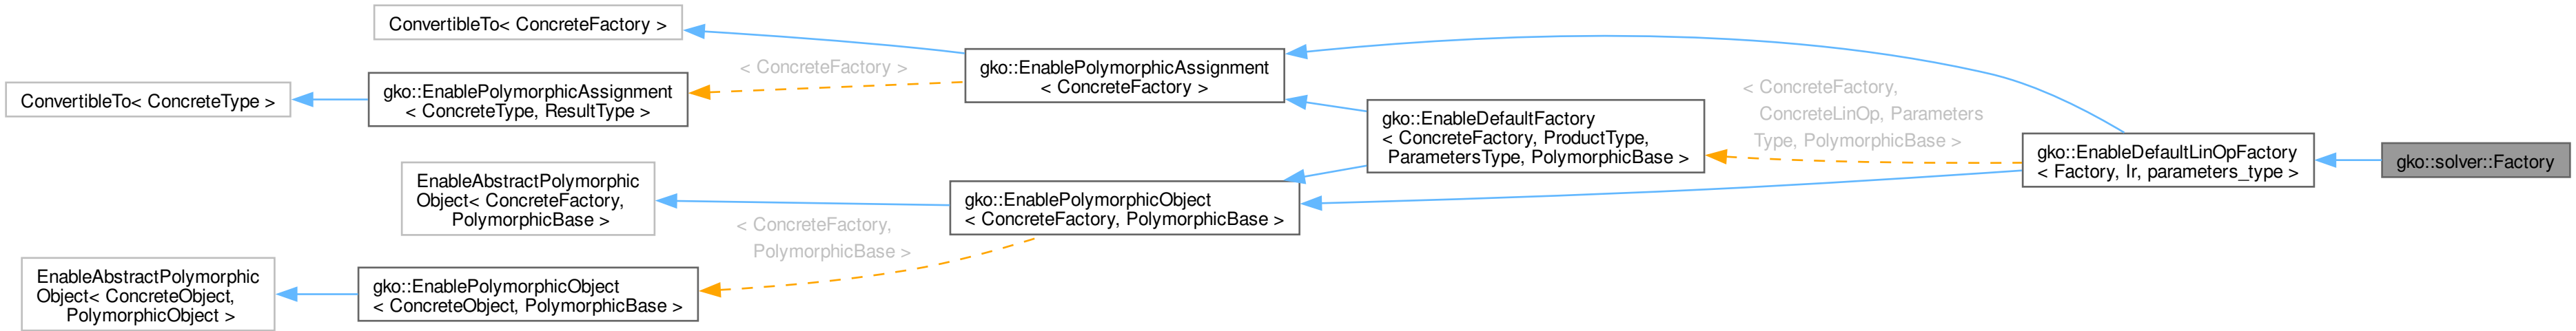 ConvertibleTo< ConcreteFactory >
ConvertibleTo< ConcreteType >
gko::EnablePolymorphicAssignment
< ConcreteType, ResultType >
< ConcreteFactory >
gko::EnablePolymorphicAssignment
< ConcreteFactory >
EnableAbstractPolymorphic
Object< ConcreteFactory,
PolymorphicBase >
EnableAbstractPolymorphic
Object< ConcreteObject,
PolymorphicObject >
gko::EnablePolymorphicObject
< ConcreteObject, PolymorphicBase >
< ConcreteFactory,
PolymorphicBase >
gko::EnablePolymorphicObject
< ConcreteFactory, PolymorphicBase >
gko::EnableDefaultFactory
< ConcreteFactory, ProductType,
ParametersType, PolymorphicBase >
< ConcreteFactory,
ConcreteLinOp, Parameters
Type, PolymorphicBase >
gko::EnableDefaultLinOpFactory
< Factory, Ir, parameters_type >
gko::solver::Factory